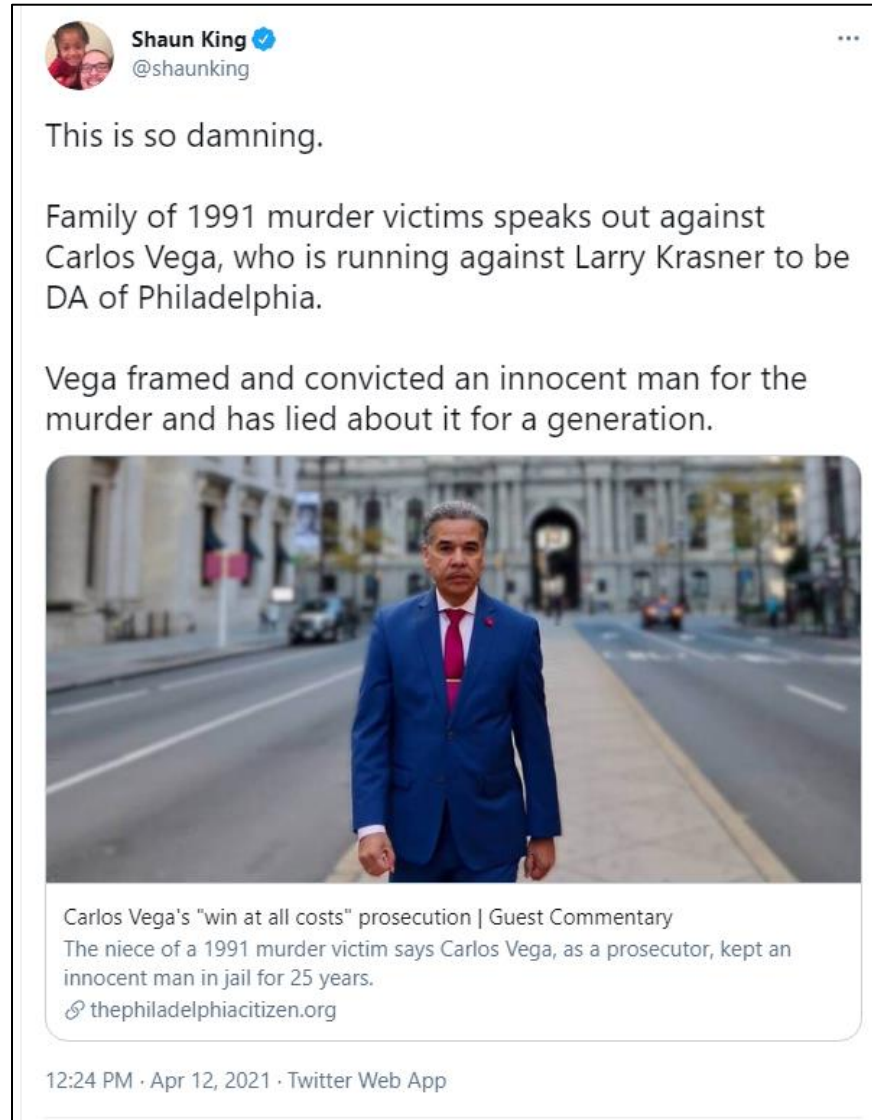 Shaun King
@shaunking
This is so damning.
Family of 1991 murder victims speaks out against
Carlos Vega, who is running against Larry Krasner to be
DA of Philadelphia.
Vega framed and convicted an innocent man for the
murder and has lied about it for a generation.
Carlos Vega's "win at all costs" prosecution | Guest Commentary
The niece of a 1991 murder victim says Carlos Vega, as a prosecutor, kept an
innocent man in jail for 25 years.
thephiladelphiacitizen.org
12:24 PM · Apr 12, 2021 · Twitter Web App